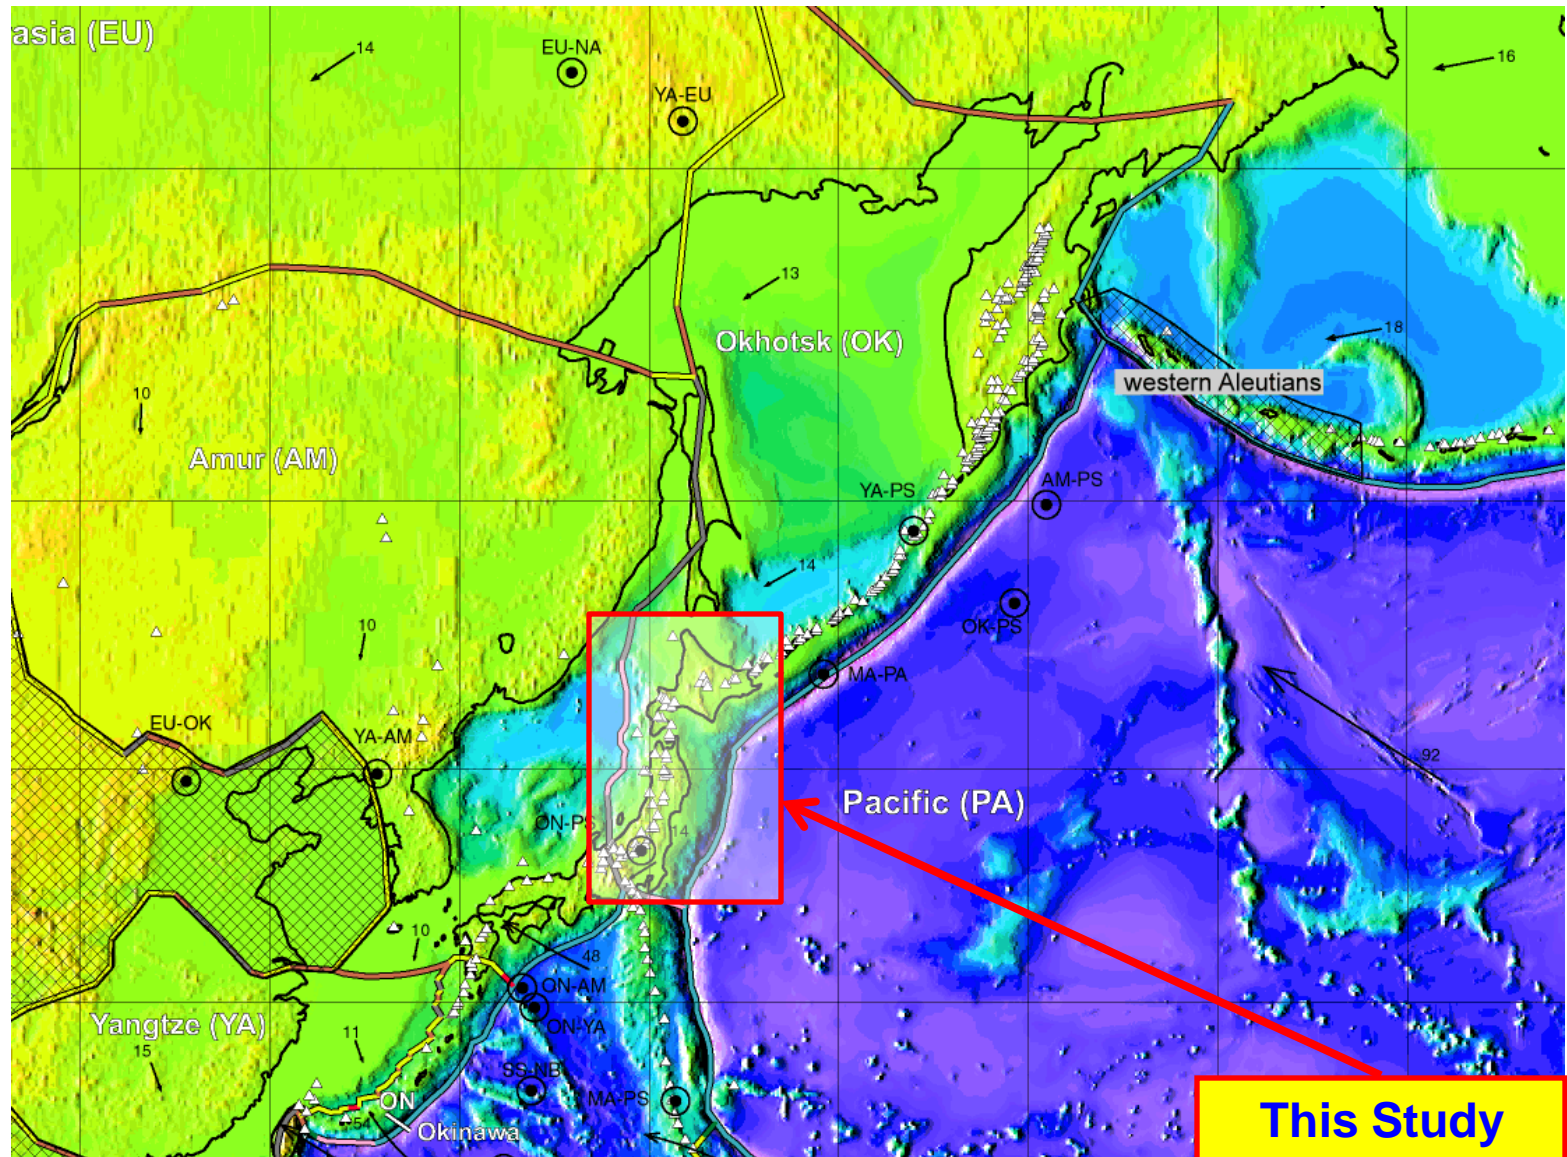 asia (EU)
14
EU-NA
YA-EU
16
13
Okhotsk (OK)
18
western Aleutians
10
Amur (AM)
YA-PS
AM-PS
14
OK-PS
10
MA-PA
EU-OK
YA-AM
92
Pacific (PA)
ON-PS
14
10
48
ON-AM
ON-YA
Yangtze (YA)
11
15
SS-NB
MA-PS
ON
54
Okinawa
This Study